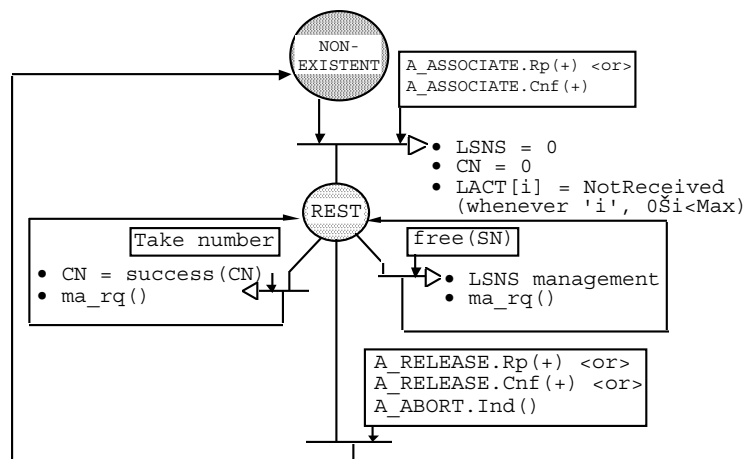 NON-
EXISTENT
A_ASSOCIATE.Rp(+) <or>
A_ASSOCIATE.Cnf(+)
• LSNS = 0
• CN = 0
• LACT[i] = NotReceived
(whenever 'i', 0Ši<Max)
REST
Take number
free(SN)
• CN = success(CN)
• ma_rq()
• LSNS management
• ma_rq()
A_RELEASE.Rp(+) <or>
A_RELEASE.Cnf(+) <or>
A_ABORT.Ind()